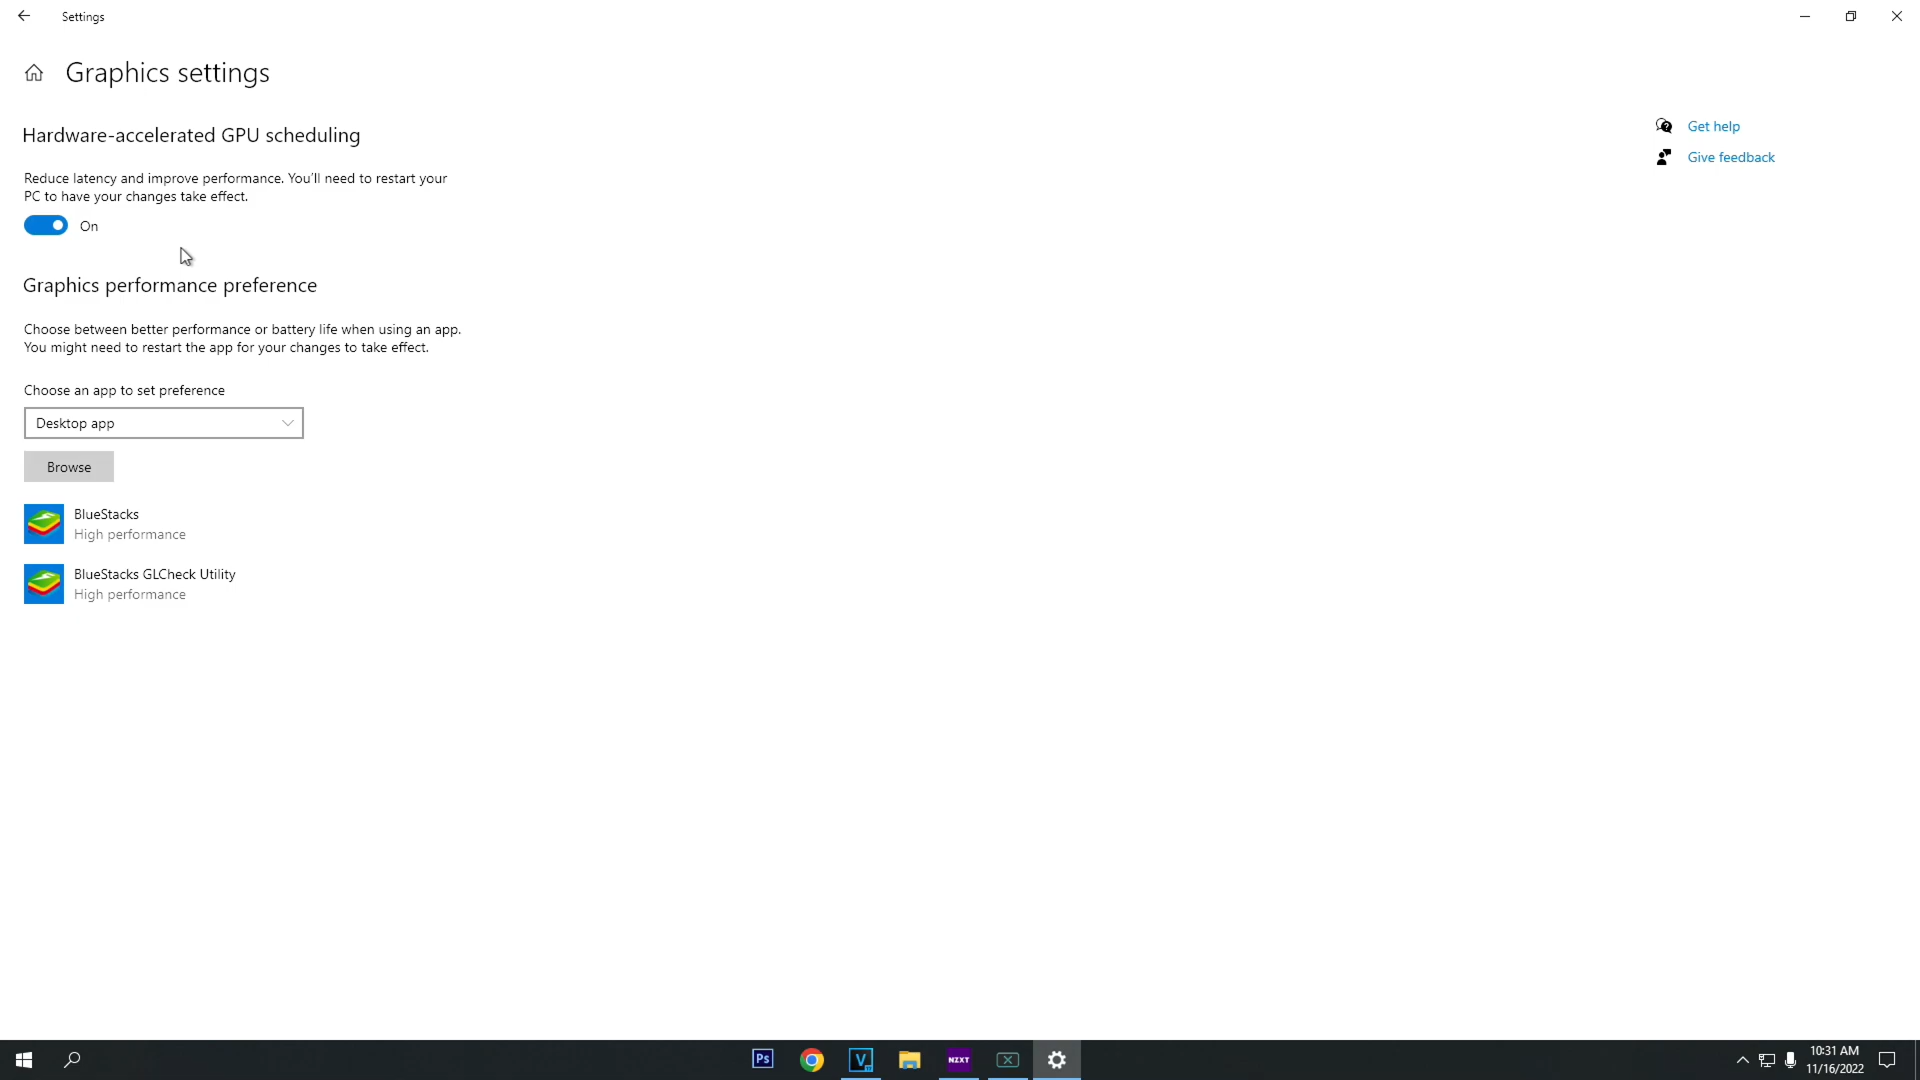 Settings
Graphics settings
Hardware-accelerated GPU scheduling
Get help
Reduce latency and improve performance. You'll need to restart your
PC to have your changes take effect.
Give feedback
On
Graphics performance preference
Choose between better performance or battery life when using an app.
You might need to restart the app for your changes to take effect.
Choose an app to set preference
Desktop app
Browse
BlueStacks
High performance
BlueStacks GLCheck Utility
High performance
Ps
V
NZXT
10:31 AM
11/16/2022